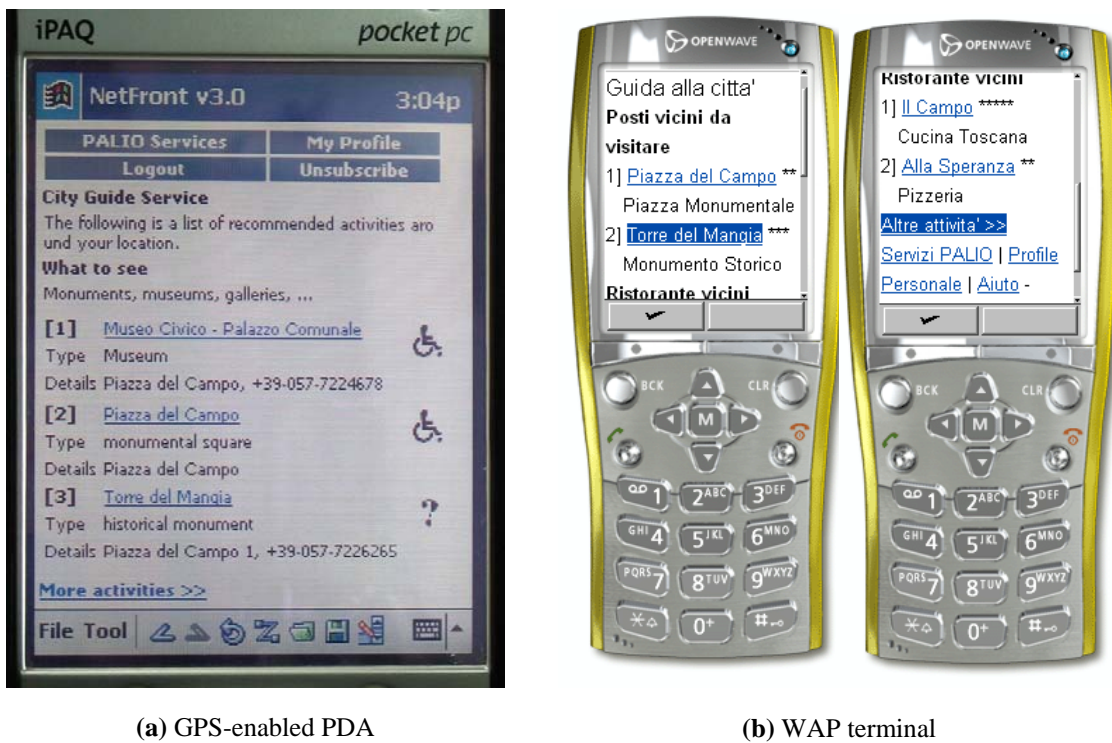 iPAQ
pocket pc
NetFront v3.0
3:04p
PALIO Services
My Profile
Logout
Unsubscribe
City Guide Service
The following is a list of recommended activities aro
und your location.
What to see
Monuments, museums, galleries, ...
[1] Museo Civico - Palazzo Comunale
Type Museum
Details Piazza del Campo, +39-057-7224678
[2] Piazza del Campo
Type monumental square
Details Piazza del Campo
[3] Torre del Mangia
?
Type historical monument
Details Piazza del Campo 1, +39-057-7226265
More activities >>
File Tool
(a) GPS-enabled PDA
OPENWAVE
Guida alla citta'
Posti vicini da
visitare
1] Piazza del Campo **
Piazza Monumentale
2] Torre del Mangia ***
Monumento Storico
Ristorante vicini
BCK
CLR
M
1 2ABC 3DEF
GHI4 5JKL 6MNO
PQRS7 8TUV 9WXYZ
* 0+ #
OPENWAVE
Ristorante vicini
1] Il Campo *****
Cucina Toscana
2] Alla Speranza **
Pizzeria
Altre attivita' >>
Servizi PALIO | Profile
Personale | Aiuto -
BCK
CLR
M
1 2ABC 3DEF
GHI4 5JKL 6MNO
PQRS7 8TUV 9WXYZ
* 0+ #
(b) WAP terminal